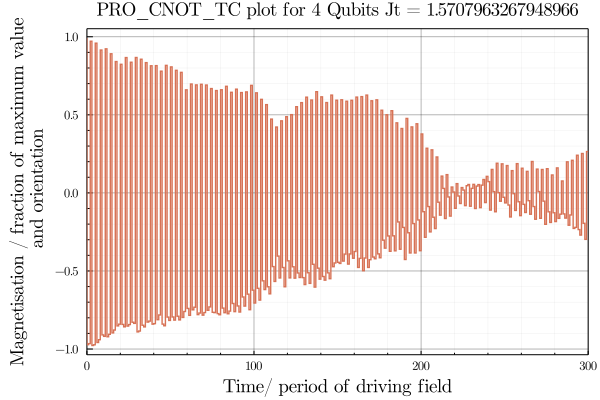 PRO_CNOT_TC plot for 4 Qubits Jt = 1.5707963267948966
Magnetisation / fraction of maximum value
and orientation
1.0
0.5
0.0
−0.5
−1.0
0 100 200 300
Time/ period of driving field